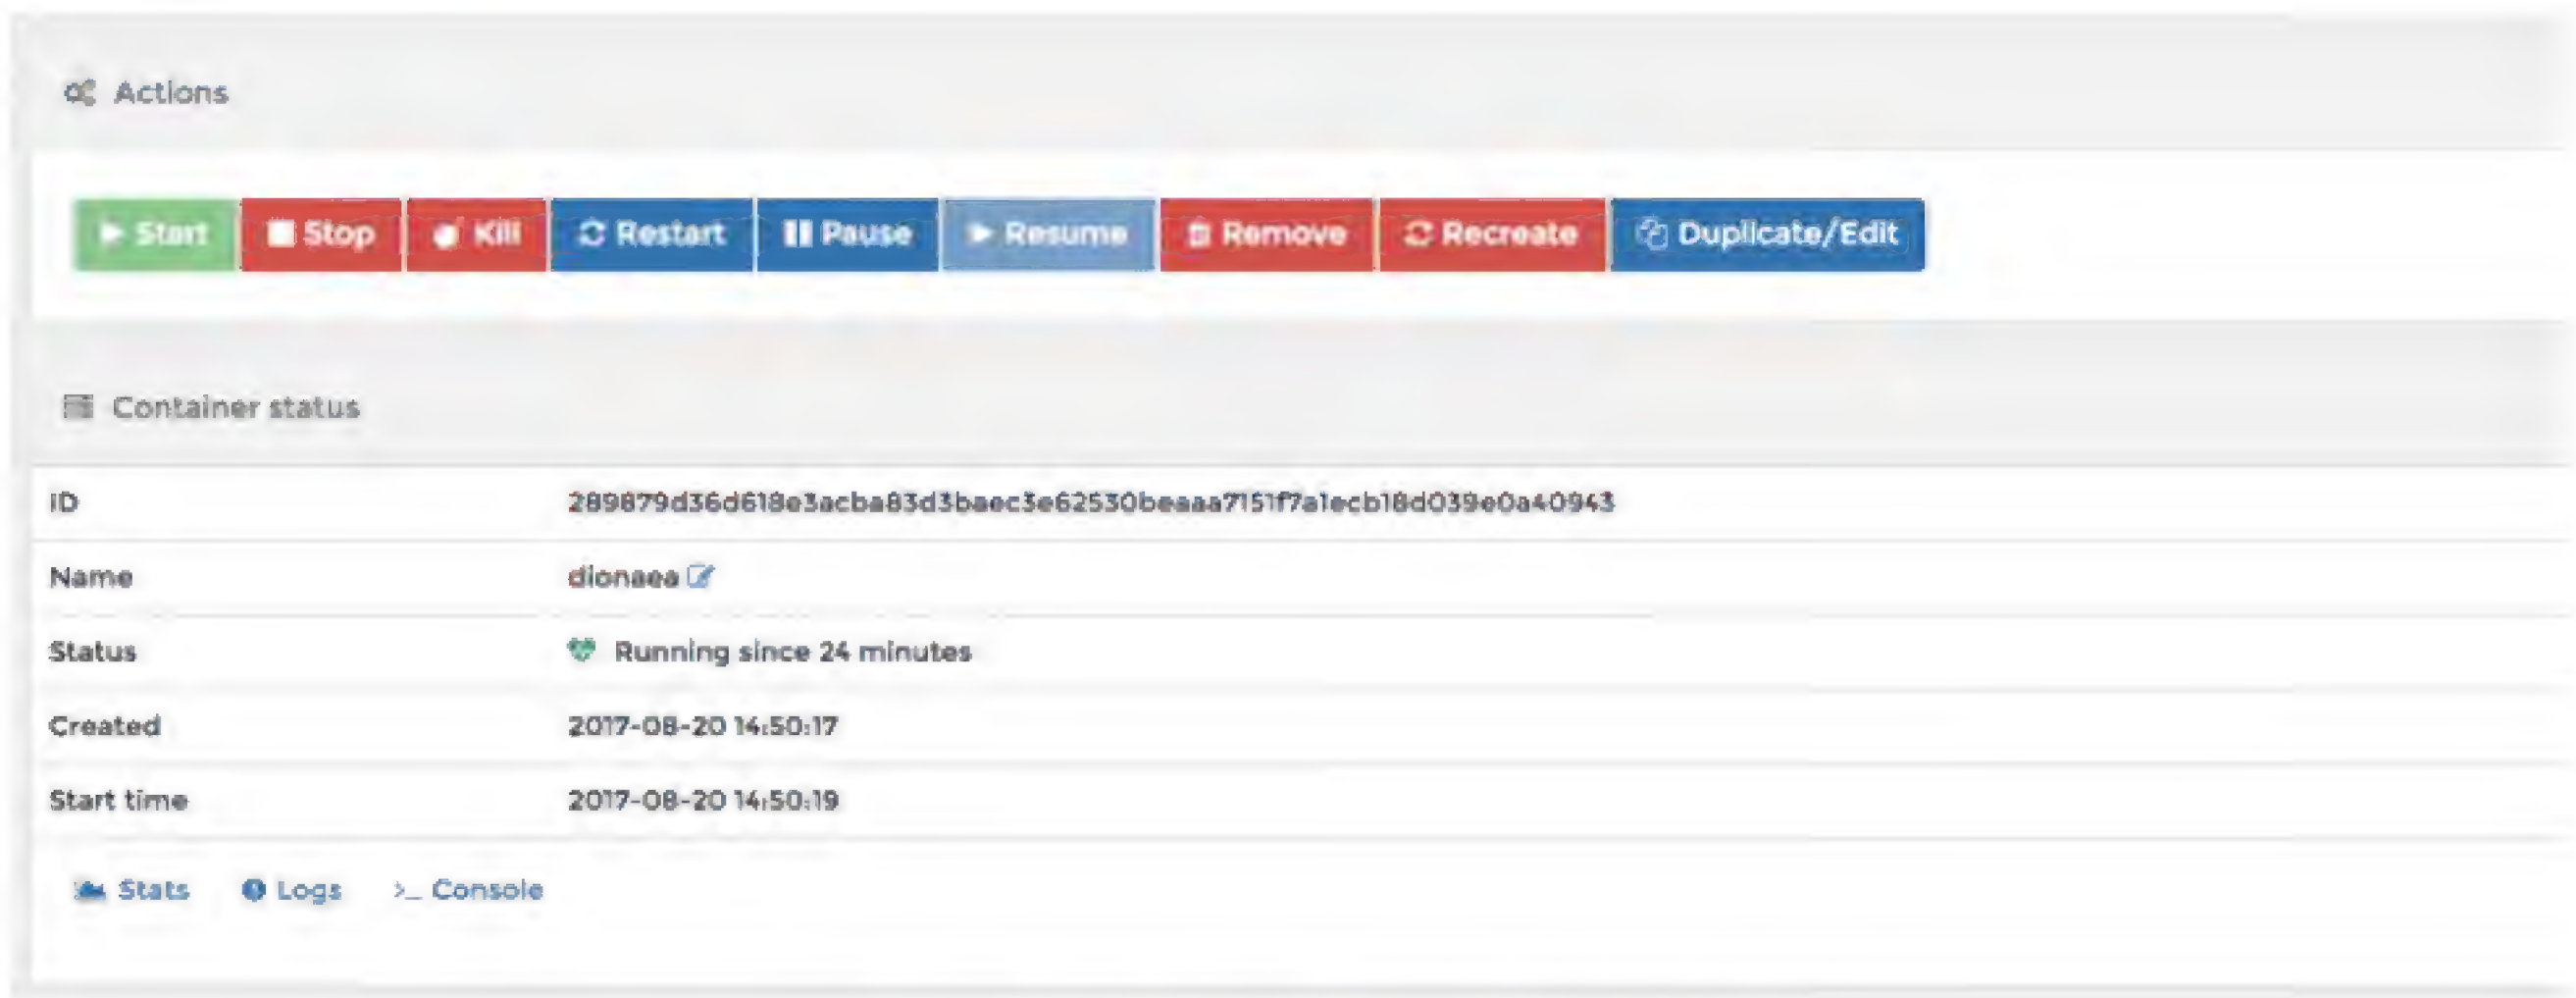 Actions
Start Stop Kill Restart Pause Resume Remove Recreate Duplicate/Edit
Container status
ID 289879d36d618e3acba83d3baec3e62530beaaa7151f7a1ecb18d039e0a40943
Name dionaea
Status Running since 24 minutes
Created 2017-08-20 14:50:17
Start time 2017-08-20 14:50:19
Stats Logs >_ Console